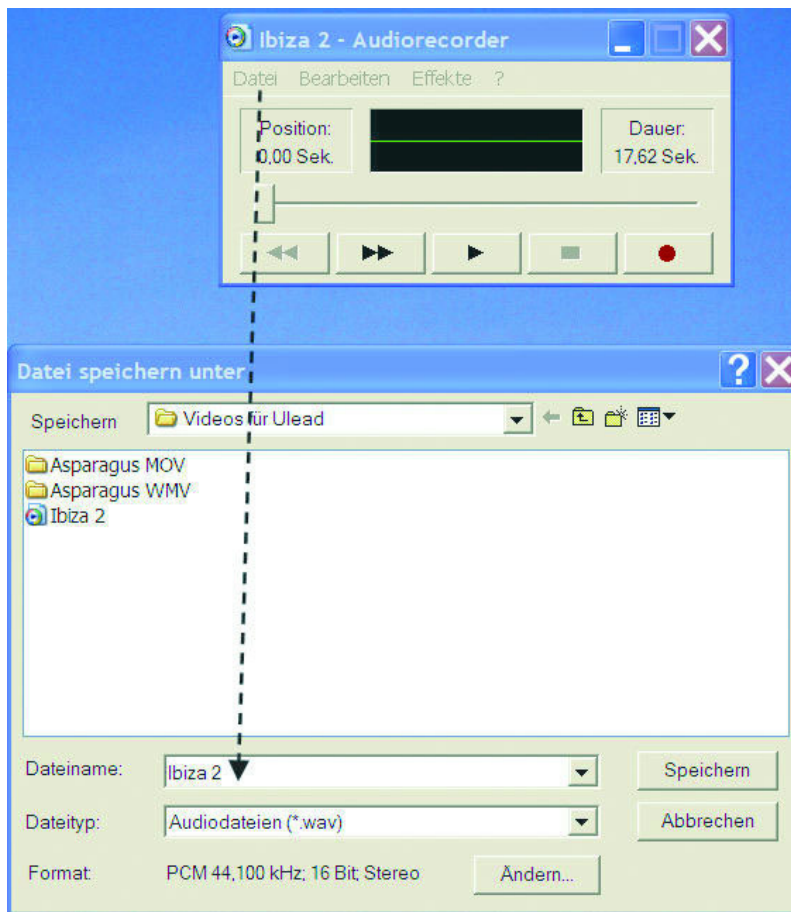 Ibiza 2 - Audiorecorder
Datei Bearbeiten Effekte ?
Position:
0,00 Sek.
Dauer:
17,62 Sek.
Datei speichern unter
Speichern
Videos für Ulead
Asparagus MOV
Asparagus WMV
Ibiza 2
Dateiname:
Ibiza 2
Speichern
Dateityp:
Audiodateien (*.wav)
Abbrechen
Format:
PCM 44,100 kHz; 16 Bit; Stereo
Ändern...